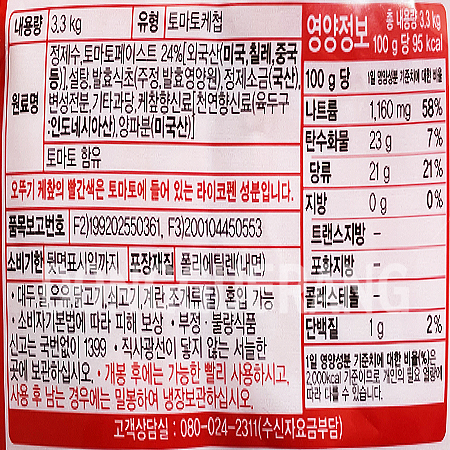 내용량 3.3 kg 유형 토마토케첩
원료명
정제수,토마토페이스트 24%[외국산(미국,칠레,중국
등)],설탕,발효식초(주정,발효영양원),정제소금(국산),
변성전분,기타과당,케찹향신료[천연향신료(육두구
:인도네시아산),양파분(미국산)]
토마토 함유
오뚜기 케찹의 빨간색은 토마토에 들어 있는 라이코펜 성분입니다.
품목보고번호 F2)199202550361, F3)200104450553
소비기한 뒷면표시일까지 포장재질 폴리에틸렌(내면)
• 대두,밀,우유,닭고기,쇠고기,계란,조개류(굴) 혼입 가능
• 소비자기본법에 따라 피해 보상 • 부정·불량식품
신고는 국번없이 1399 • 직사광선이 닿지 않는 서늘한
곳에 보관하십시오. • 개봉 후에는 가능한 빨리 사용하시고,
사용 후 남는 경우에는 밀봉하여 냉장보관하십시오.
고객상담실 : 080-024-2311(수신자요금부담)
영양정보 총 내용량 3.3 kg
100 g 당 95 kcal
100 g 당 1일 영양성분 기준치에 대한 비율
나트륨 1,160 mg 58%
탄수화물 23 g 7%
당류 21 g 21%
지방 0 g 0%
트랜스지방 -
포화지방 -
콜레스테롤 -
단백질 1 g 2%
1일 영양성분 기준치에 대한 비율(%)은
2,000kcal 기준이므로 개인의 필요 열량에
따라 다를 수 있습니다.